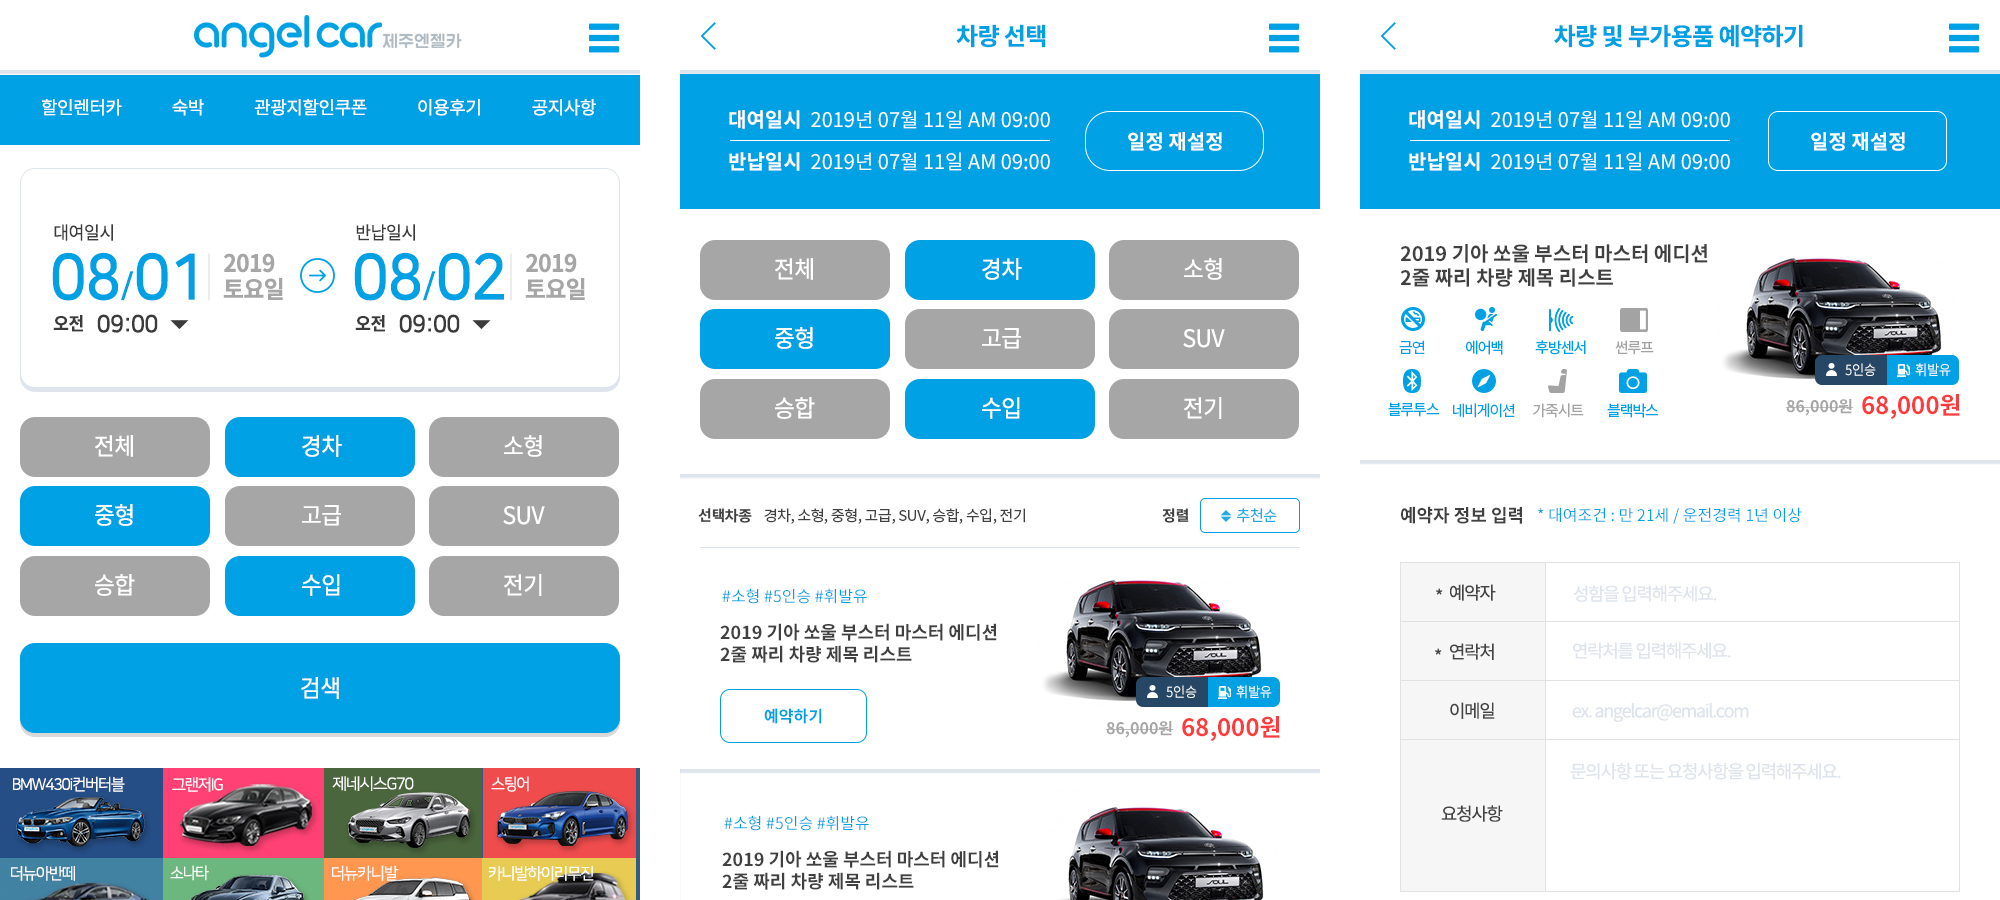 angel car 제주엔젤카
할인렌터카 숙박 관광지할인쿠폰 이용후기 공지사항
대여일시
08/01 2019 토요일
오전 09:00
반납일시
08/02 2019 토요일
오전 09:00
전체 경차 소형
중형 고급 SUV
승합 수입 전기
검색
BMW430i컨버터블 그랜져IG 제네시스G70 스팅어
더뉴아반떼 소나타 더뉴카니발 카니발하이리무진
차량 선택
대여일시 2019년 07월 11일 AM 09:00
반납일시 2019년 07월 11일 AM 09:00
일정 재설정
전체 경차 소형
중형 고급 SUV
승합 수입 전기
선택차종 경차, 소형, 중형, 고급, SUV, 승합, 수입, 전기
정렬 추천순
#소형 #5인승 #휘발유
2019 기아 쏘울 부스터 마스터 에디션
2줄 짜리 차량 제목 리스트
예약하기
SOUL
5인승 휘발유
86,000원 68,000원
#소형 #5인승 #휘발유
2019 기아 쏘울 부스터 마스터 에디션
2줄 짜리 차량 제목 리스트
SOUL
차량 및 부가용품 예약하기
대여일시 2019년 07월 11일 AM 09:00
반납일시 2019년 07월 11일 AM 09:00
일정 재설정
2019 기아 쏘울 부스터 마스터 에디션
2줄 짜리 차량 제목 리스트
금연 에어백 후방센서 썬루프
블루투스 네비게이션 가죽시트 블랙박스
SOUL
5인승 휘발유
86,000원 68,000원
예약자 정보 입력 * 대여조건 : 만 21세 / 운전경력 1년 이상
* 예약자 성함을 입력해주세요.
* 연락처 연락처를 입력해주세요.
이메일 ex. angelcar@email.com
요청사항 문의사항 또는 요청사항을 입력해주세요.